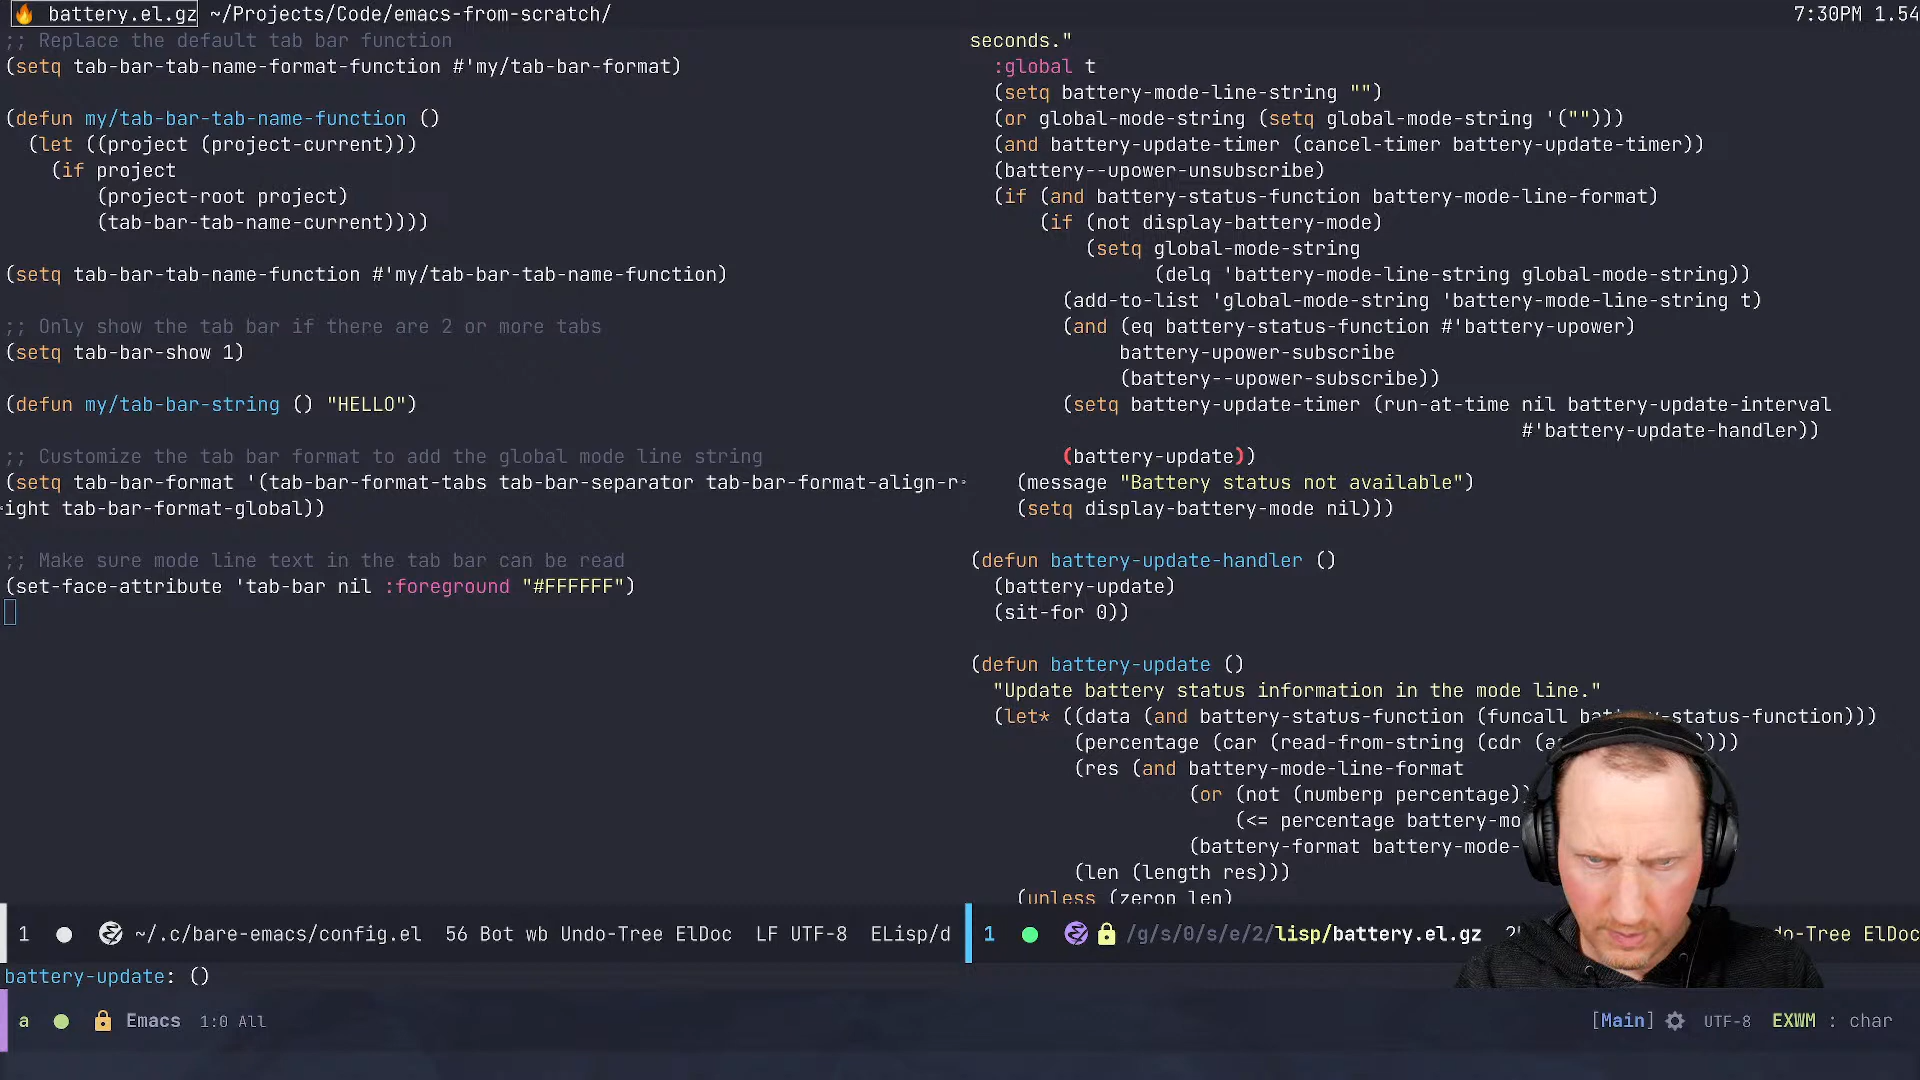 battery.el.gz ~/Projects/Code/emacs-from-scratch/ 7:30PM 1.54
;; Replace the default tab bar function
(setq tab-bar-tab-name-format-function #'my/tab-bar-format)
(defun my/tab-bar-tab-name-function ()
(let ((project (project-current)))
(if project
(project-root project)
(tab-bar-tab-name-current))))
(setq tab-bar-tab-name-function #'my/tab-bar-tab-name-function)
;; Only show the tab bar if there are 2 or more tabs
(setq tab-bar-show 1)
(defun my/tab-bar-string () "HELLO")
;; Customize the tab bar format to add the global mode line string
(setq tab-bar-format '(tab-bar-format-tabs tab-bar-separator tab-bar-format-align-r
ight tab-bar-format-global))
;; Make sure mode line text in the tab bar can be read
(set-face-attribute 'tab-bar nil :foreground "#FFFFFF")
1 ~/.c/bare-emacs/config.el 56 Bot wb Undo-Tree ElDoc LF UTF-8 ELisp/d
seconds."
:global t
(setq battery-mode-line-string "")
(or global-mode-string (setq global-mode-string '("")))
(and battery-update-timer (cancel-timer battery-update-timer))
(battery--upower-unsubscribe)
(if (and battery-status-function battery-mode-line-format)
(if (not display-battery-mode)
(setq global-mode-string
(delq 'battery-mode-line-string global-mode-string))
(add-to-list 'global-mode-string 'battery-mode-line-string t)
(and (eq battery-status-function #'battery-upower)
battery-upower-subscribe
(battery--upower-subscribe))
(setq battery-update-timer (run-at-time nil battery-update-interval
#'battery-update-handler))
(battery-update))
(message "Battery status not available")
(setq display-battery-mode nil)))
(defun battery-update-handler ()
(battery-update)
(sit-for 0))
(defun battery-update ()
"Update battery status information in the mode line."
(let* ((data (and battery-status-function (funcall battery-status-function)))
(percentage (car (read-from-string (cdr ))))
(res (and battery-mode-line-format
(or (not (numberp percentage))
(<= percentage
(battery-format
(len (length res)))
(unless (zerop len)
1 /g/s/0/s/e/2/lisp/battery.el.gz ElDoc
battery-update: ()
a Emacs 1:0 All [Main] UTF-8 EXWM : char